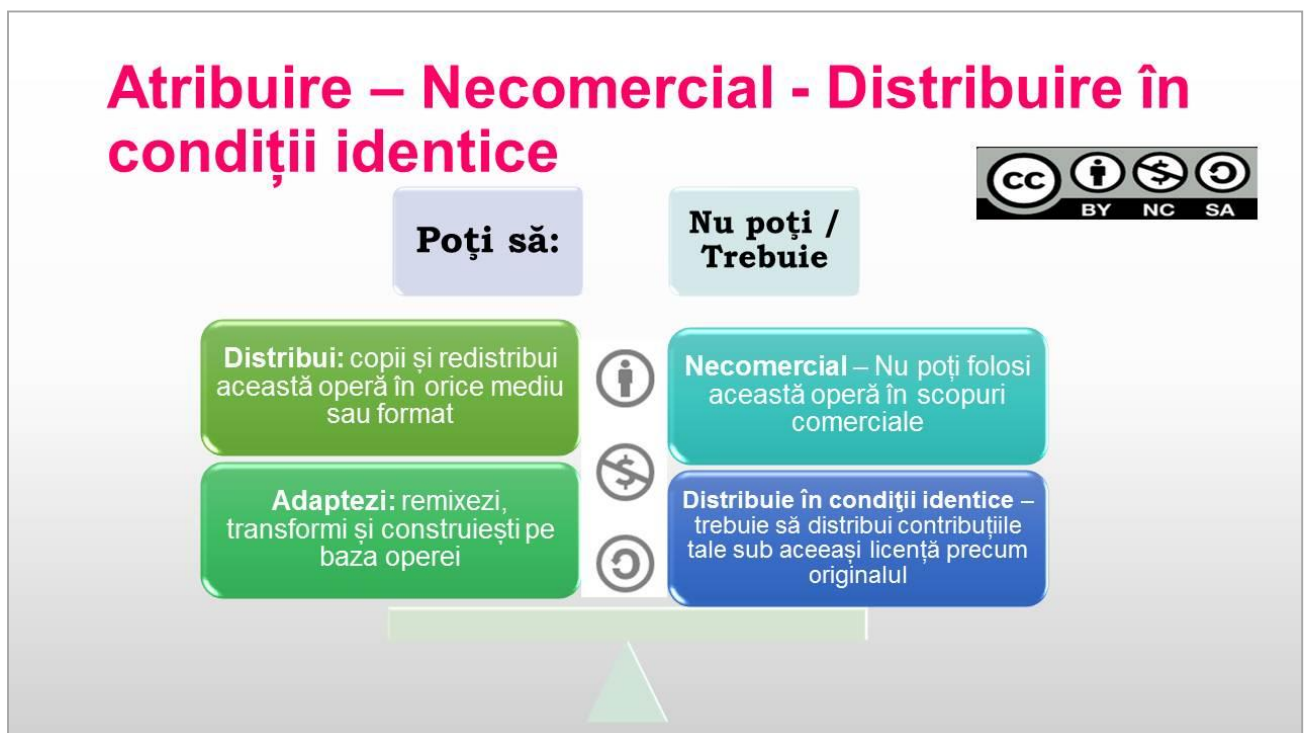 Atribuire – Necomercial - Distribuire în
condiții identice
CC
BY NC SA
Poţi să:
Nu poţi /
Trebuie
Distribui: copii și redistribui
această operă în orice mediu
sau format
Adaptezi: remixezi,
transformi și construiești pe
baza operei
Necomercial – Nu poți folosi
această operă în scopuri
comerciale
Distribuie în condiţii identice –
trebuie să distribui contribuțiile
tale sub aceeași licență precum
originalul